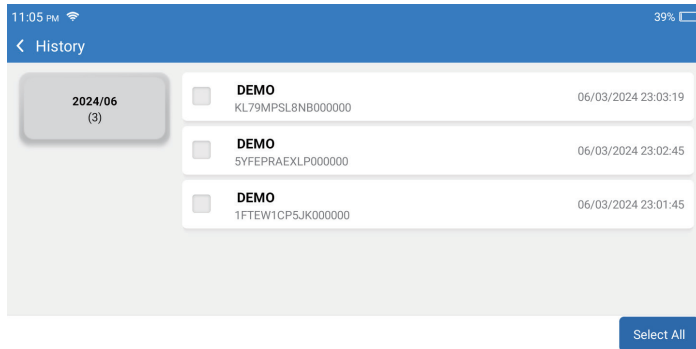 11:05 PM
39%
History
2024/06
(3)
DEMO
KL79MPSL8NB000000
06/03/2024 23:03:19
DEMO
5YFEPRAEXLP000000
06/03/2024 23:02:45
DEMO
1FTEW1CP5JK000000
06/03/2024 23:01:45
Select All